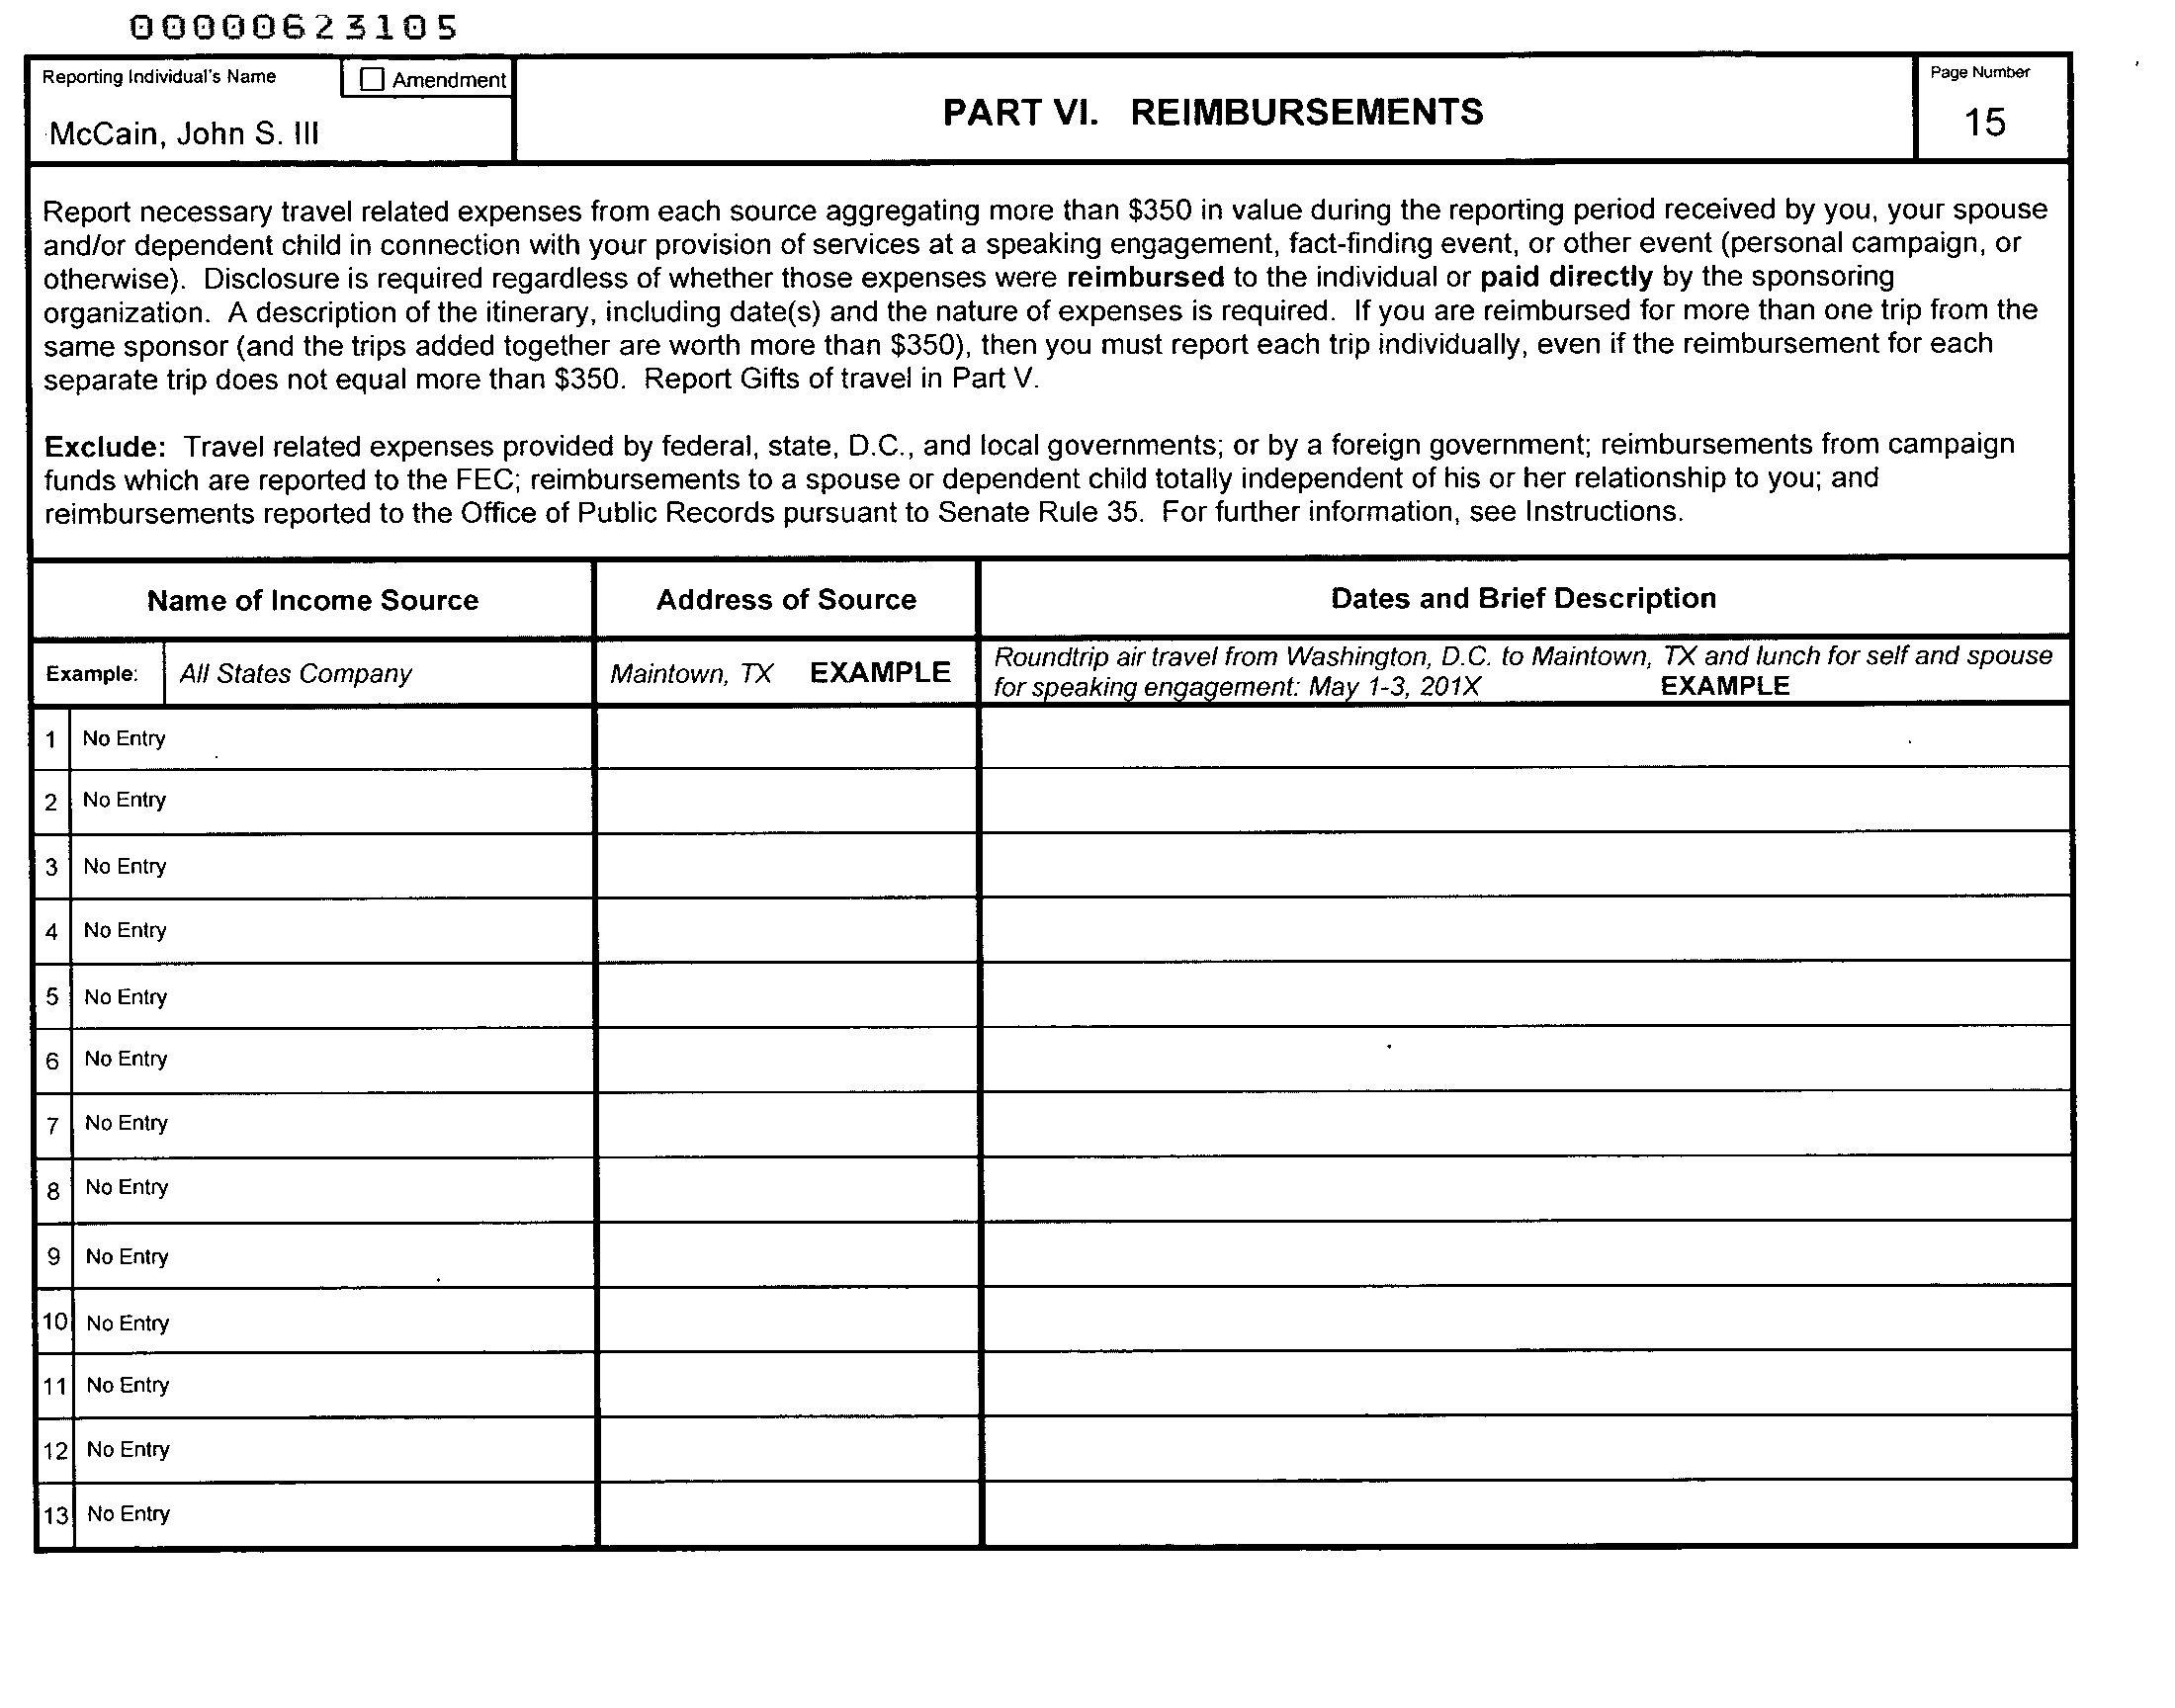 00000623105
Reporting Individual's Name
Amendment
McCain, John S. III
PART VI. REIMBURSEMENTS
Page Number
15
Report necessary travel related expenses from each source aggregating more than $350 in value during the reporting period received by you, your spouse
and/or dependent child in connection with your provision of services at a speaking engagement, fact-finding event, or other event (personal campaign, or
otherwise). Disclosure is required regardless of whether those expenses were reimbursed to the individual or paid directly by the sponsoring
organization. A description of the itinerary, including date(s) and the nature of expenses is required. If you are reimbursed for more than one trip from the
same sponsor (and the trips added together are worth more than $350), then you must report each trip individually, even if the reimbursement for each
separate trip does not equal more than $350. Report Gifts of travel in Part V.
Exclude: Travel related expenses provided by federal, state, D.C., and local governments; or by a foreign government; reimbursements from campaign
funds which are reported to the FEC; reimbursements to a spouse or dependent child totally independent of his or her relationship to you; and
reimbursements reported to the Office of Public Records pursuant to Senate Rule 35. For further information, see Instructions.
Name of Income Source
Address of Source
Dates and Brief Description
Example:
All States Company
Maintown, TX EXAMPLE
Roundtrip air travel from Washington, D.C. to Maintown, TX and lunch for self and spouse
for speaking engagement: May 1-3, 201X EXAMPLE
1 No Entry
2 No Entry
3 No Entry
4 No Entry
5 No Entry
6 No Entry
7 No Entry
8 No Entry
9 No Entry
10 No Entry
11 No Entry
12 No Entry
13 No Entry